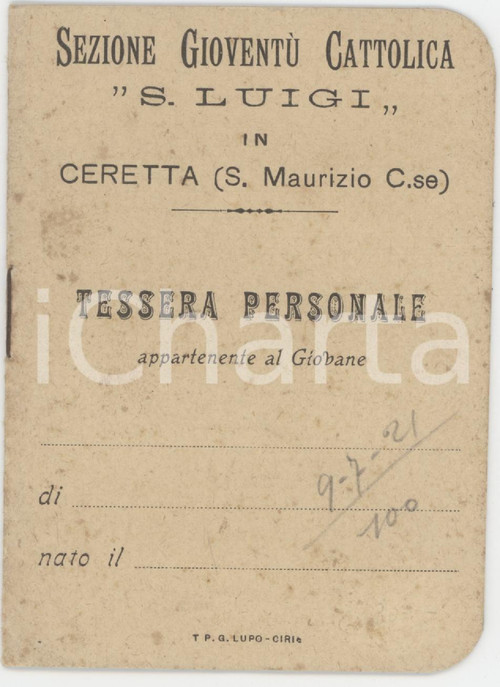 SEZIONE GIOVENTÙ CATTOLICA
" S. LUIGI „
IN
CERETTA (S. Maurizio C.se)
TESSERA PERSONALE
iCharta
appartenente al Giovane
di
9-7-21
100
nato il
T P. G. LUPO-CIRIè